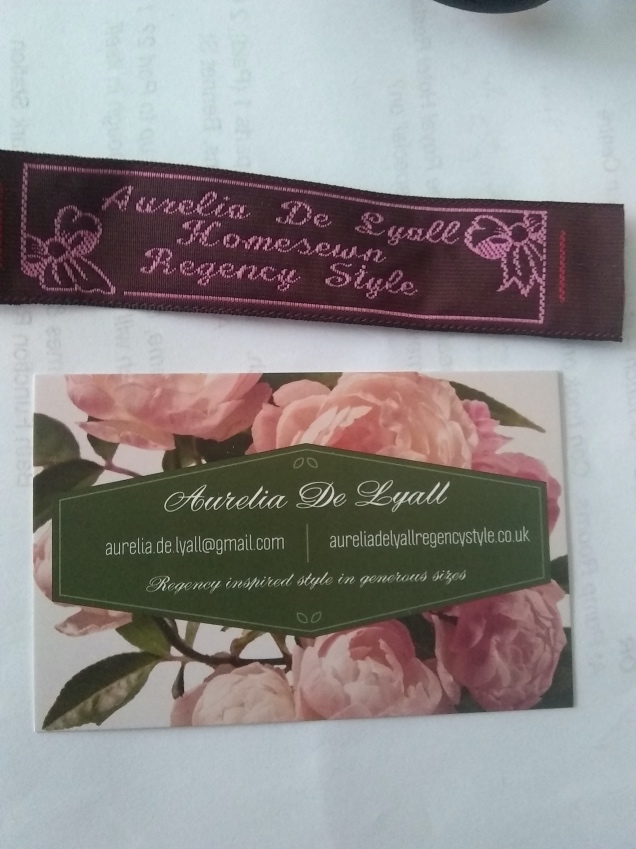 Aurelia De Lyall
Homesewn
Regency Style
Aurelia De Lyall
aurelia.de.lyall@gmail.com
aureliadelyallregencystyle.co.uk
Regency inspired style in generous sizes